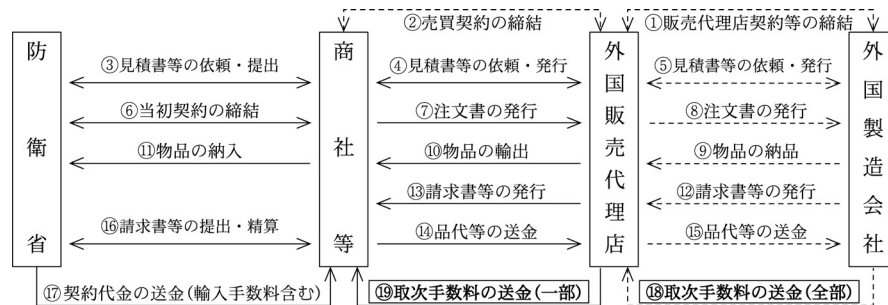 ②売買契約の締結
①販売代理店契約等の締結
防衛省
商社等
外国販売代理店
外国製造会社
③見積書等の依頼・提出
④見積書等の依頼・発行
⑤見積書等の依頼・発行
⑥当初契約の締結
⑦注文書の発行
⑧注文書の発行
⑪物品の納入
⑩物品の輸出
⑨物品の納品
⑬請求書等の発行
⑫請求書等の発行
⑯請求書等の提出・精算
⑭品代等の送金
⑮品代等の送金
⑰契約代金の送金(輸入手数料含む)
⑲取次手数料の送金(一部)
⑱取次手数料の送金(全部)